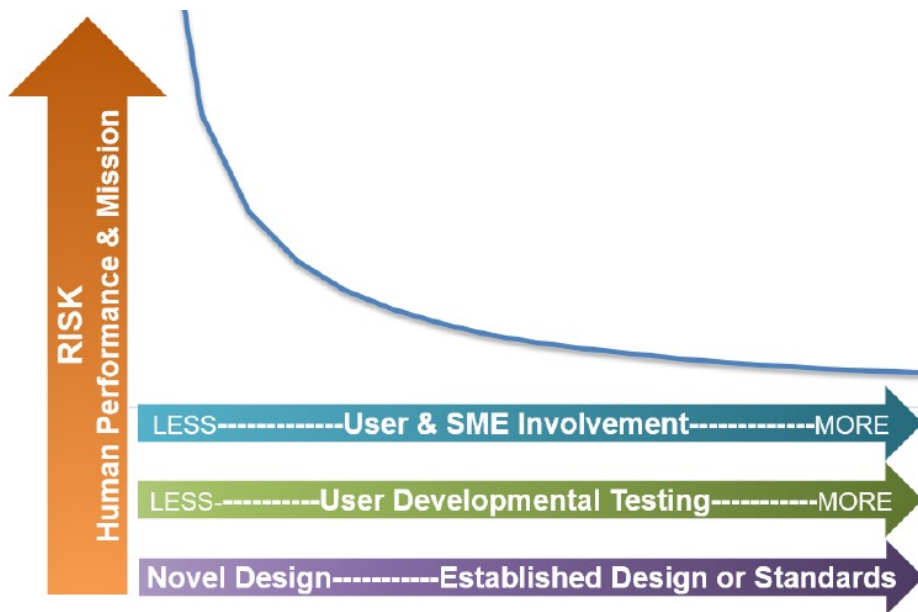 RISK
Human Performance & Mission
LESS-------------User & SME Involvement-------------MORE
LESS-----------User Developmental Testing-----------MORE
Novel Design-----------Established Design or Standards